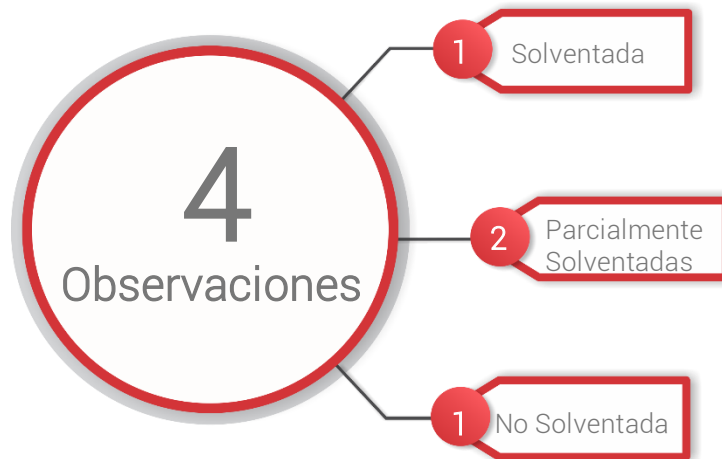 4
Observaciones
1
Solventada
2
Parcialmente
Solventadas
1
No Solventada